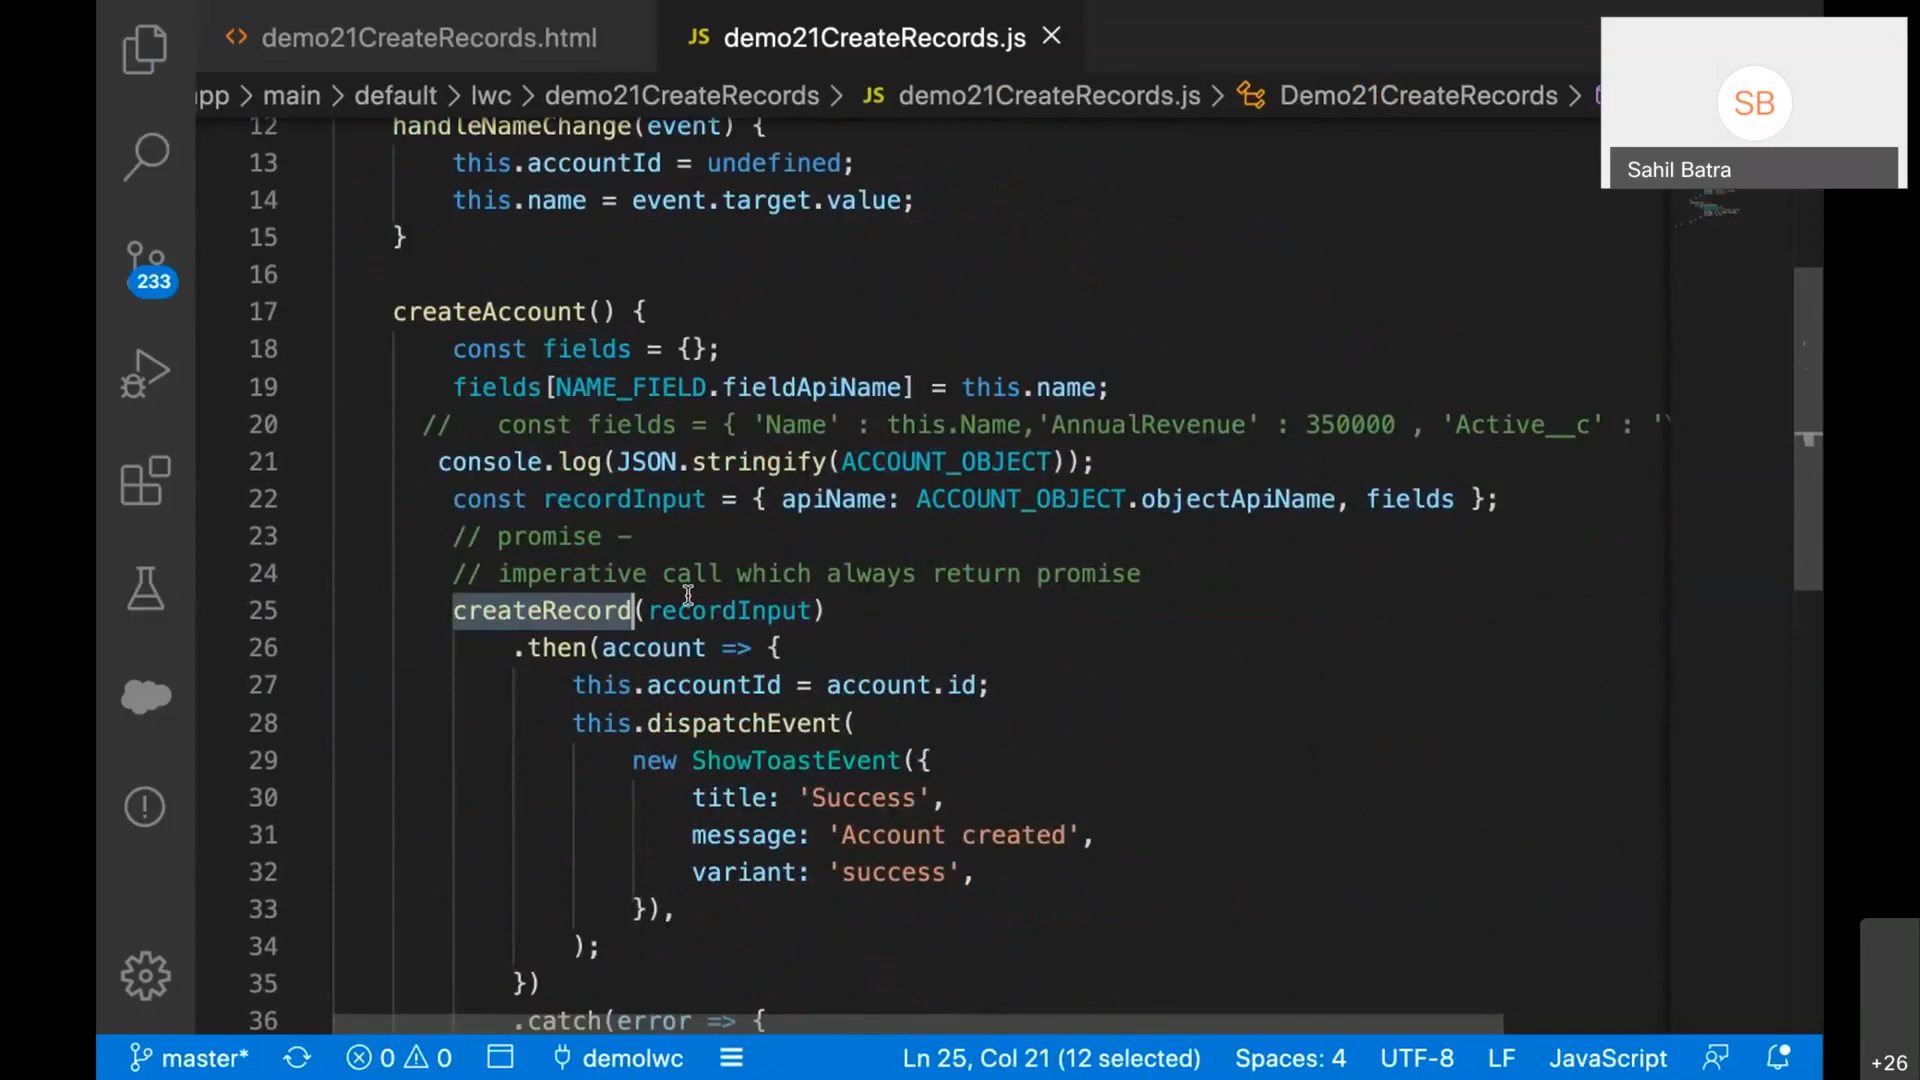 demo21CreateRecords.html
JS demo21CreateRecords.js
pp > main > default > lwc > demo21CreateRecords > JS demo21CreateRecords.js > Demo21CreateRecords >
SB
Sahil Batra
233
12 handleNameChange(event) {
13 this.accountId = undefined;
14 this.name = event.target.value;
15 }
16
17 createAccount() {
18 const fields = {};
19 fields[NAME_FIELD.fieldApiName] = this.name;
20 // const fields = { 'Name' : this.Name,'AnnualRevenue' : 350000 , 'Active__c' : '
21 console.log(JSON.stringify(ACCOUNT_OBJECT));
22 const recordInput = { apiName: ACCOUNT_OBJECT.objectApiName, fields };
23 // promise -
24 // imperative call which always return promise
25 createRecord(recordInput)
26 .then(account => {
27 this.accountId = account.id;
28 this.dispatchEvent(
29 new ShowToastEvent({
30 title: 'Success',
31 message: 'Account created',
32 variant: 'success',
33 }),
34 );
35 })
36 .catch(error => {
master* 0 0 demolwc Ln 25, Col 21 (12 selected) Spaces: 4 UTF-8 LF JavaScript
+26